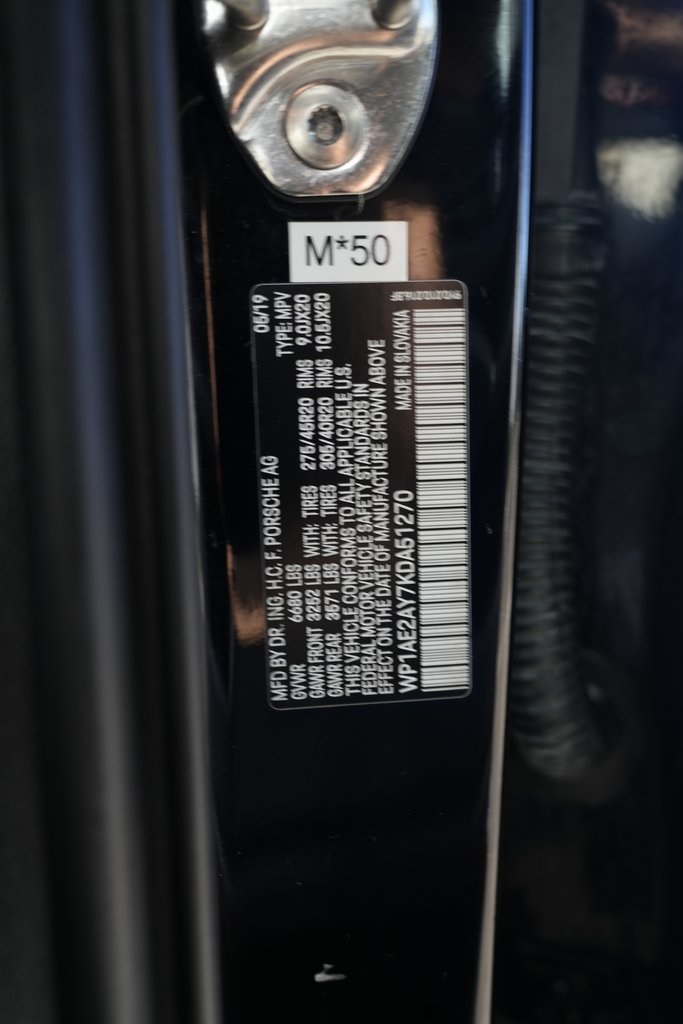 M*50
MFD BY DR. ING. H.C. F. PORSCHE AG 05/19
GVWR 6680 LBS TYPE: MPV
GAWR FRONT 3252 LBS WITH: TIRES 275/45R20 RIMS 9.0JX20
GAWR REAR 3571 LBS WITH: TIRES 305/40R20 RIMS 10.5JX20
THIS VEHICLE CONFORMS TO ALL APPLICABLE U.S.
FEDERAL MOTOR VEHICLE SAFETY STANDARDS IN
EFFECT ON THE DATE OF MANUFACTURE SHOWN ABOVE
WP1AE2AY7KDA51270 MADE IN SLOVAKIA